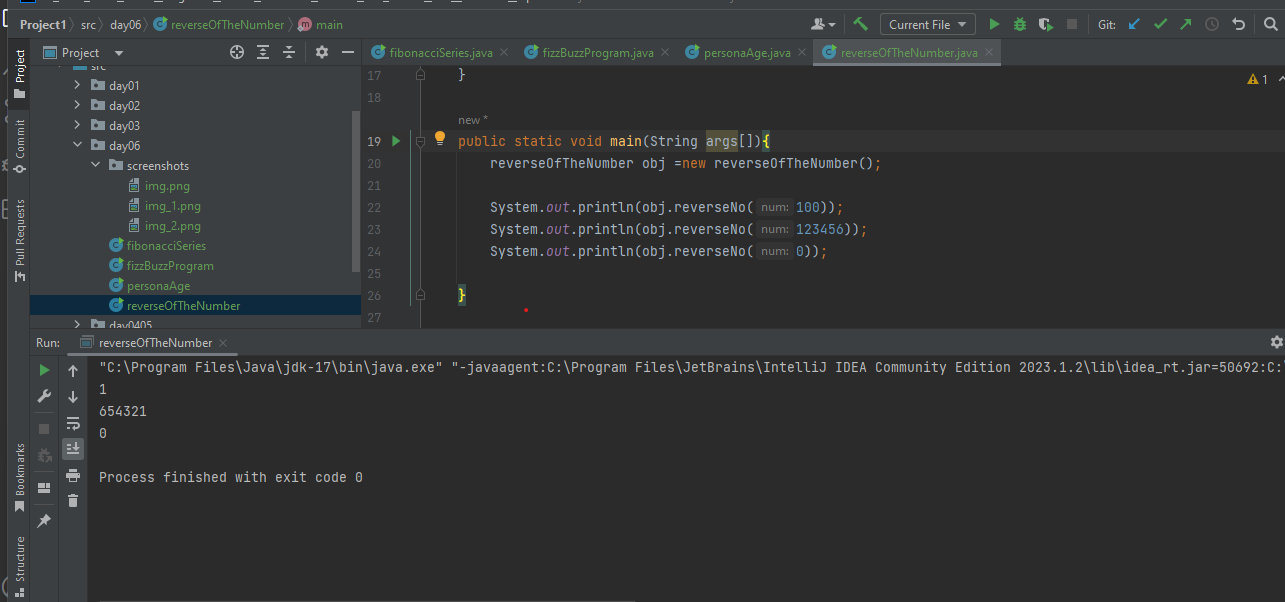 Project1 > src > day06 > reverseOfTheNumber > main
Current File
Git:
Project
fibonacciSeries.java
fizzBuzzProgram.java
personaAge.java
reverseOfTheNumber.java
Project
Commit
Pull Requests
Bookmarks
Structure
src
day01
day02
day03
day06
screenshots
img.png
img_1.png
img_2.png
fibonacciSeries
fizzBuzzProgram
personaAge
reverseOfTheNumber
day0405
1
17 }
18
new *
19 public static void main(String args[]){
20 reverseOfTheNumber obj =new reverseOfTheNumber();
21
22 System.out.println(obj.reverseNo( num: 100));
23 System.out.println(obj.reverseNo( num: 123456));
24 System.out.println(obj.reverseNo( num: 0));
25
26 }
27
Run: reverseOfTheNumber
"C:\Program Files\Java\jdk-17\bin\java.exe" "-javaagent:C:\Program Files\JetBrains\IntelliJ IDEA Community Edition 2023.1.2\lib\idea_rt.jar=50692:C:
1
654321
0
Process finished with exit code 0